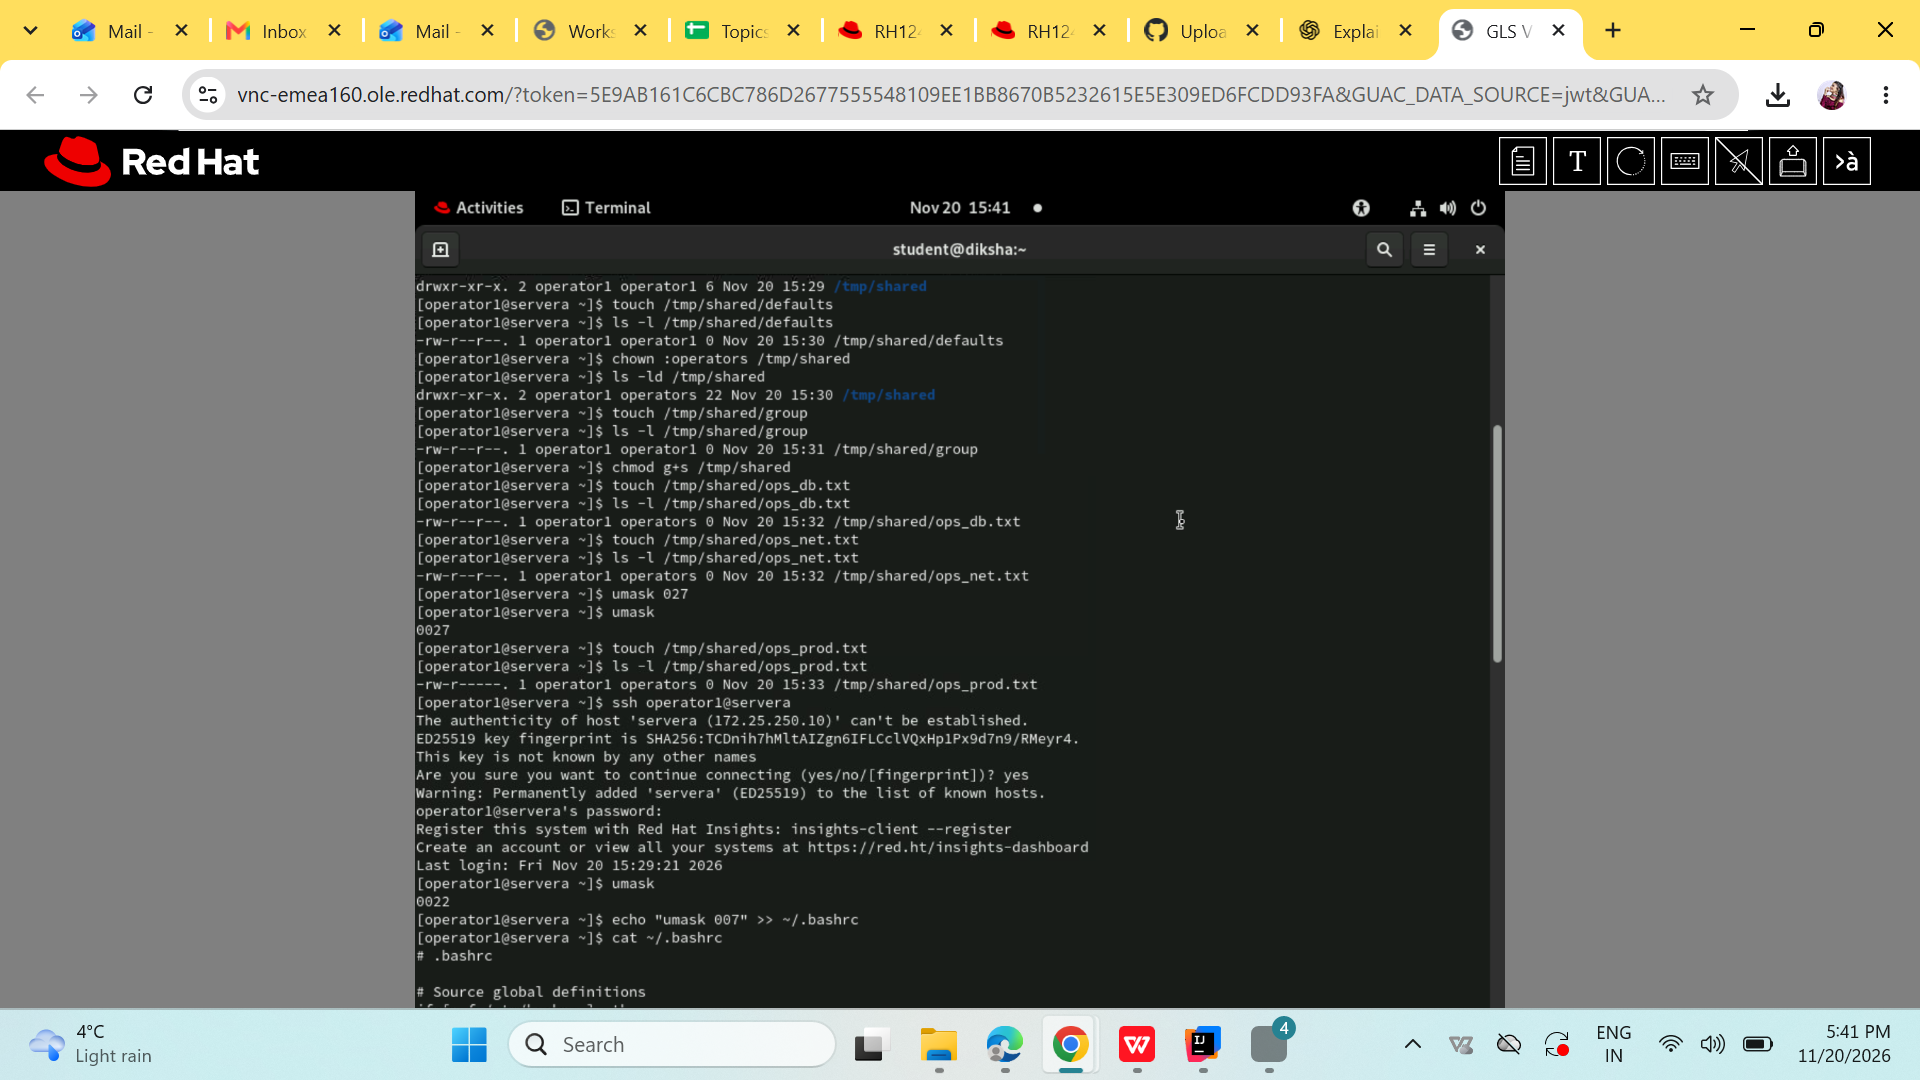 Mail -
Inbox
Mail -
Works
Topics
RH12
RH12
Uploa
Explai
GLS V
vnc-emea160.ole.redhat.com/?token=5E9AB161C6CBC786D2677555548109EE1BB8670B5232615E5E309ED6FCDD93FA&GUAC_DATA_SOURCE=jwt&GUA...
Red Hat
T
>à
Activities
Terminal
Nov 20 15:41
student@diksha:~
drwxr-xr-x. 2 operator1 operator1 6 Nov 20 15:29 /tmp/shared
[operator1@servera ~]$ touch /tmp/shared/defaults
[operator1@servera ~]$ ls -l /tmp/shared/defaults
-rw-r--r--. 1 operator1 operator1 0 Nov 20 15:30 /tmp/shared/defaults
[operator1@servera ~]$ chown :operators /tmp/shared
[operator1@servera ~]$ ls -ld /tmp/shared
drwxr-xr-x. 2 operator1 operators 22 Nov 20 15:30 /tmp/shared
[operator1@servera ~]$ touch /tmp/shared/group
[operator1@servera ~]$ ls -l /tmp/shared/group
-rw-r--r--. 1 operator1 operator1 0 Nov 20 15:31 /tmp/shared/group
[operator1@servera ~]$ chmod g+s /tmp/shared
[operator1@servera ~]$ touch /tmp/shared/ops_db.txt
[operator1@servera ~]$ ls -l /tmp/shared/ops_db.txt
-rw-r--r--. 1 operator1 operators 0 Nov 20 15:32 /tmp/shared/ops_db.txt
[operator1@servera ~]$ touch /tmp/shared/ops_net.txt
[operator1@servera ~]$ ls -l /tmp/shared/ops_net.txt
-rw-r--r--. 1 operator1 operators 0 Nov 20 15:32 /tmp/shared/ops_net.txt
[operator1@servera ~]$ umask 027
[operator1@servera ~]$ umask
0027
[operator1@servera ~]$ touch /tmp/shared/ops_prod.txt
[operator1@servera ~]$ ls -l /tmp/shared/ops_prod.txt
-rw-r-----. 1 operator1 operators 0 Nov 20 15:33 /tmp/shared/ops_prod.txt
[operator1@servera ~]$ ssh operator1@servera
The authenticity of host 'servera (172.25.250.10)' can't be established.
ED25519 key fingerprint is SHA256:TCDnih7hMltAIZgn6IFLCclVQxHp1Px9d7n9/RMeyr4.
This key is not known by any other names
Are you sure you want to continue connecting (yes/no/[fingerprint])? yes
Warning: Permanently added 'servera' (ED25519) to the list of known hosts.
operator1@servera's password:
Register this system with Red Hat Insights: insights-client --register
Create an account or view all your systems at https://red.ht/insights-dashboard
Last login: Fri Nov 20 15:29:21 2026
[operator1@servera ~]$ umask
0022
[operator1@servera ~]$ echo "umask 007" >> ~/.bashrc
[operator1@servera ~]$ cat ~/.bashrc
# .bashrc
# Source global definitions
4°C
Light rain
Search
4
ENG
IN
5:41 PM
11/20/2026